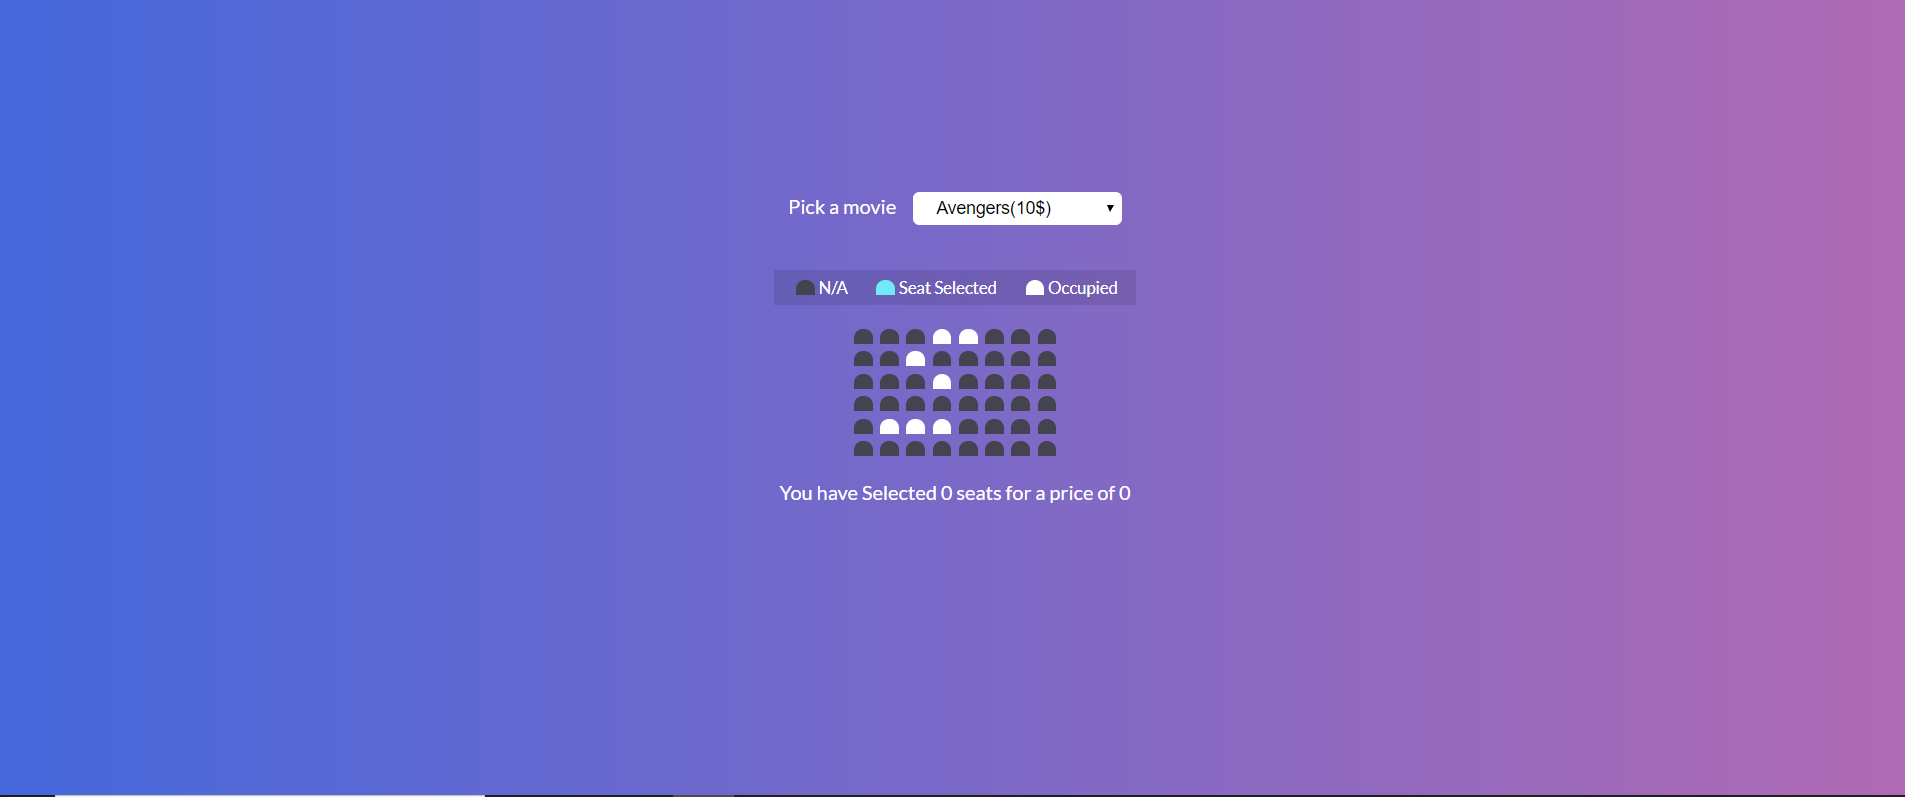 Pick a movie Avengers(10$)
N/A Seat Selected Occupied
You have Selected 0 seats for a price of 0